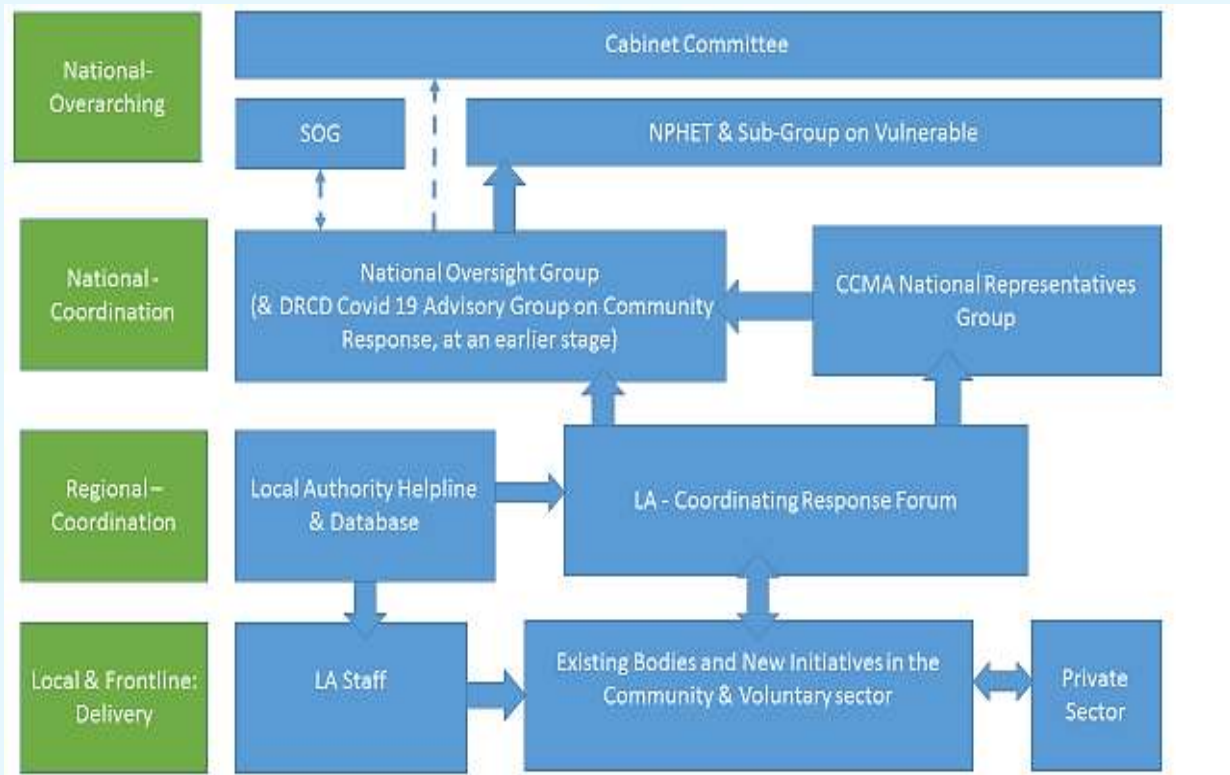 National-
Overarching
Cabinet Committee
SOG
NPHET & Sub-Group on Vulnerable
National -
Coordination
National Oversight Group
(& DRCD Covid 19 Advisory Group on Community
Response, at an earlier stage)
CCMA National Representatives
Group
Regional –
Coordination
Local Authority Helpline
& Database
LA - Coordinating Response Forum
Local & Frontline:
Delivery
LA Staff
Existing Bodies and New Initiatives in the
Community & Voluntary sector
Private
Sector